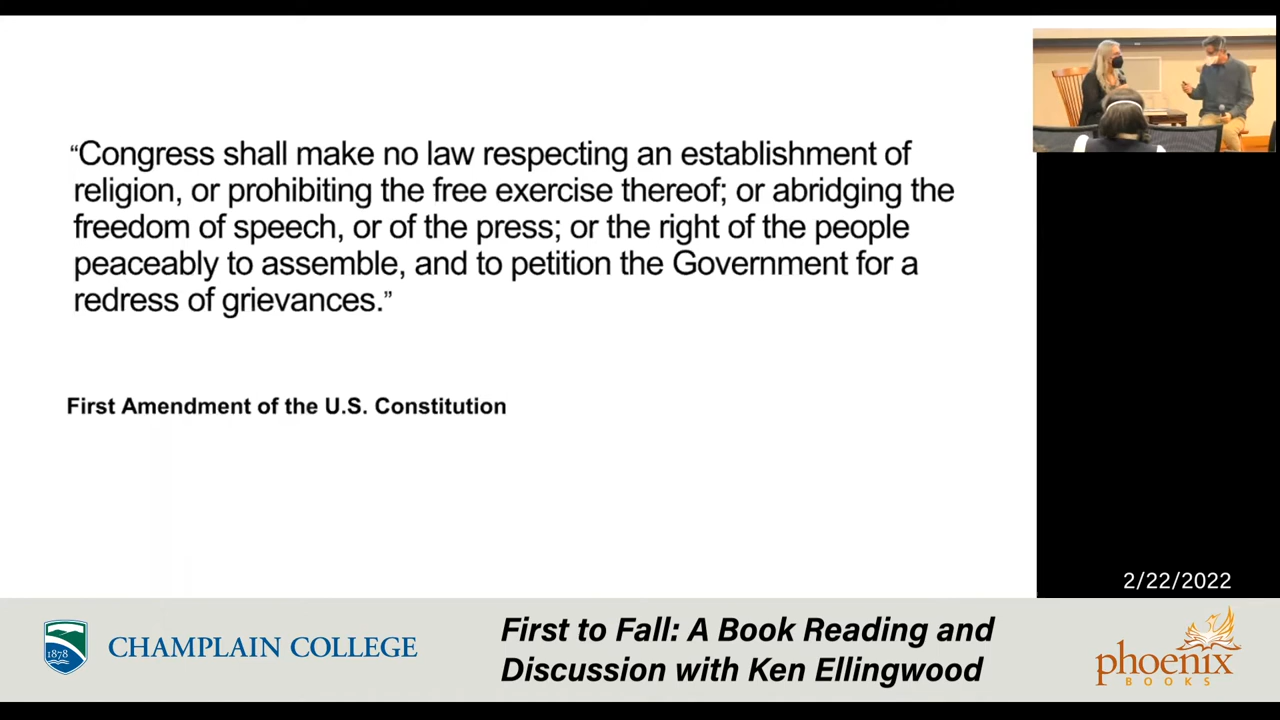 “Congress shall make no law respecting an establishment of
religion, or prohibiting the free exercise thereof; or abridging the
freedom of speech, or of the press; or the right of the people
peaceably to assemble, and to petition the Government for a
redress of grievances.”
First Amendment of the U.S. Constitution
2/22/2022
1878
CHAMPLAIN COLLEGE
First to Fall: A Book Reading and
Discussion with Ken Ellingwood
phoenix
BOOKS